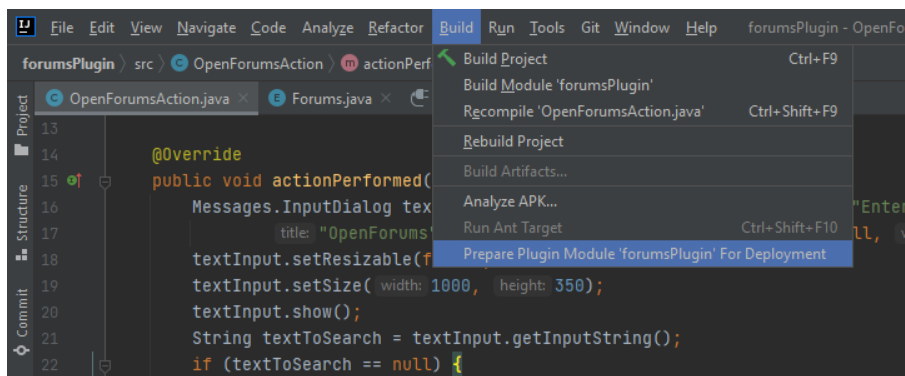 IJ File Edit View Navigate Code Analyze Refactor Build Run Tools Git Window Help forumsPlugin - OpenFo
forumsPlugin src C OpenForumsAction m actionPerf
C OpenForumsAction.java E Forums.java
Build Project Ctrl+F9
Build Module 'forumsPlugin'
Recompile 'OpenForumsAction.java' Ctrl+Shift+F9
Rebuild Project
Build Artifacts...
Analyze APK...
Run Ant Target Ctrl+Shift+F10
Prepare Plugin Module 'forumsPlugin' For Deployment
Project
Structure
Commit
13
14 @Override
15 public void actionPerformed(
16 Messages.InputDialog tex "Enter
17 title: "OpenForums" ll,
18 textInput.setResizable(f
19 textInput.setSize( width: 1000, height: 350);
20 textInput.show();
21 String textToSearch = textInput.getInputString();
22 if (textToSearch == null) {